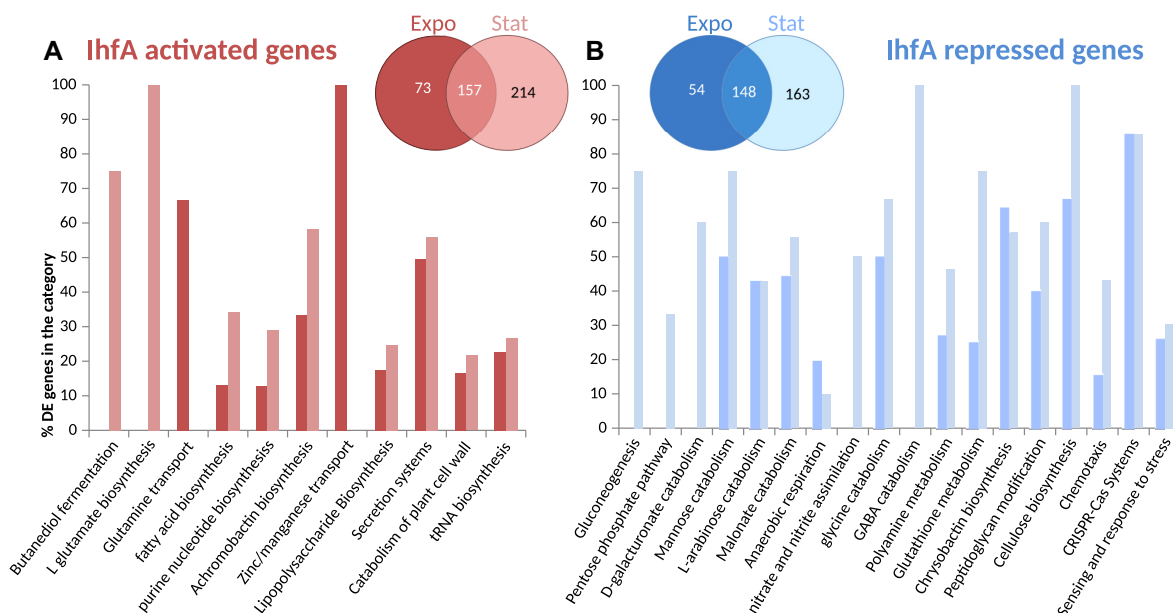 A
IhfA activated genes
Expo
Stat
73
157
214
% DE genes in the category
100
90
80
70
60
50
40
30
20
10
0
Butanediol fermentation
L glutamate biosynthesis
Glutamine transport
fatty acid biosynthesis
purine nucleotide biosynthesiss
Achromobactin biosynthesis
Zinc/manganese transport
Lipopolysaccharide Biosynthesis
Secretion systems
Catabolism of plant cell wall
tRNA biosynthesis
B
Expo
Stat
54
148
163
IhfA repressed genes
100
90
80
70
60
50
40
30
20
10
0
Gluconeogenesis
Pentose phosphate pathway
D-galacturonate catabolism
Mannose catabolism
L-arabinose catabolism
Malonate catabolism
Anaerobic respiration
nitrate and nitrite assimilation
glycine catabolism
GABA catabolism
Polyamine metabolism
Glutathione metabolism
Chrysobactin biosynthesis
Peptidoglycan modification
Cellulose biosynthesis
Chemotaxis
CRISPR-Cas Systems
Sensing and response to stress